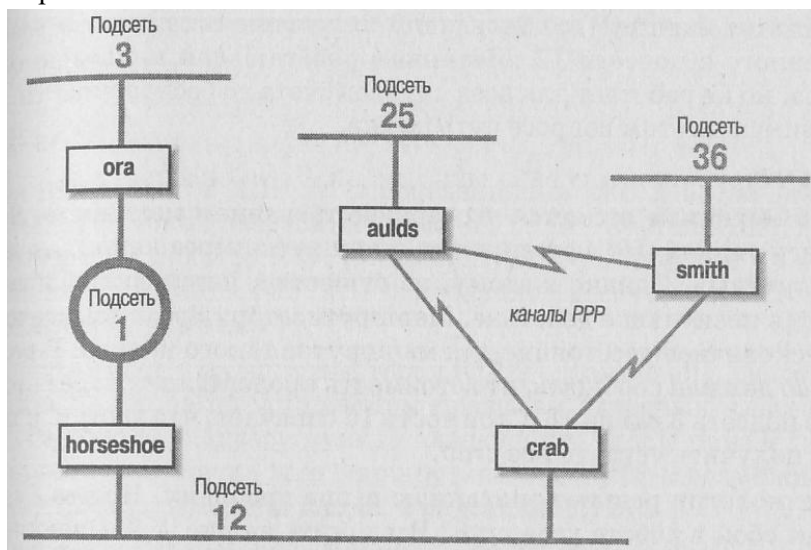 Подсеть
3
ora
Подсеть
1
horseshoe
Подсеть
12
Подсеть
25
aulds
Подсеть
36
smith
каналы PPP
crab